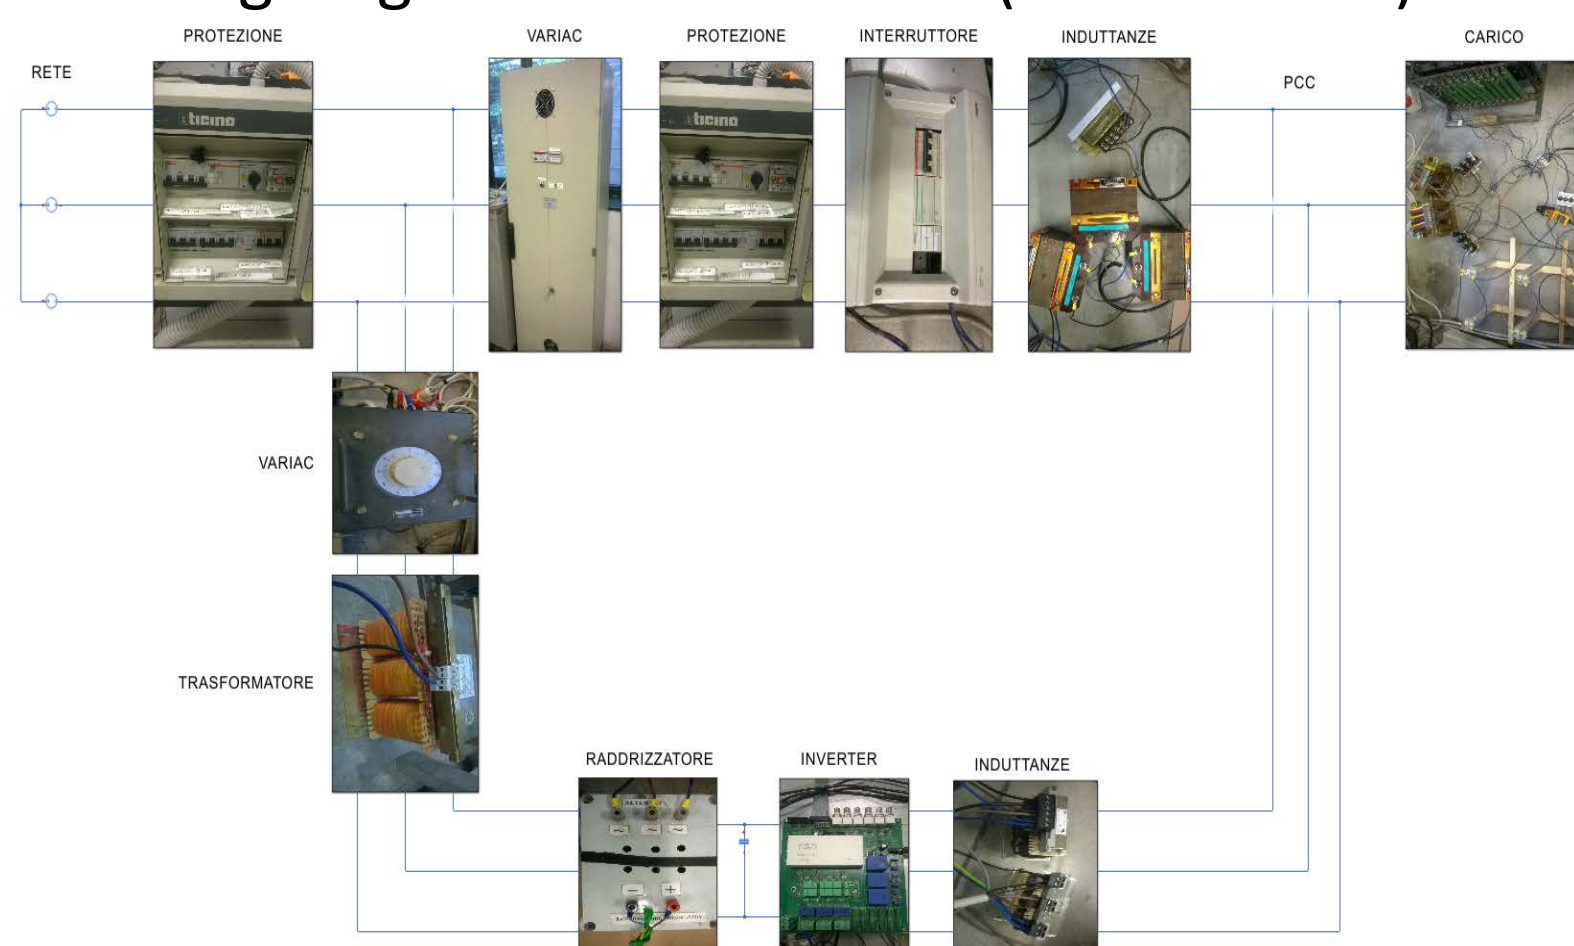 PROTEZIONE
VARIAC
PROTEZIONE
INTERRUTTORE
INDUTTANZE
CARICO
RETE
PCC
ticino
ticino
VARIAC
TRASFORMATORE
RADDRIZZATORE
INVERTER
INDUTTANZE